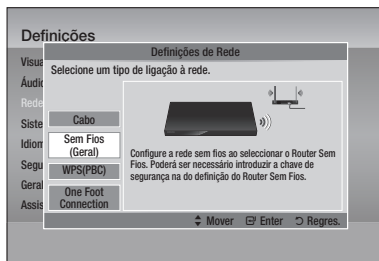 Definições
Definições de Rede
Selecione um tipo de ligação à rede.
Visua
Áudio
Rede
Siste
Idiom
Segu
Geral
Assis
Cabo
Sem Fios
(Geral)
WPS(PBC)
One Foot
Connection
Configure a rede sem fios ao seleccionar o Router Sem
Fios. Poderá ser necessário introduzir a chave de
segurança na do definição do Router Sem Fios.
Mover Enter Regres.